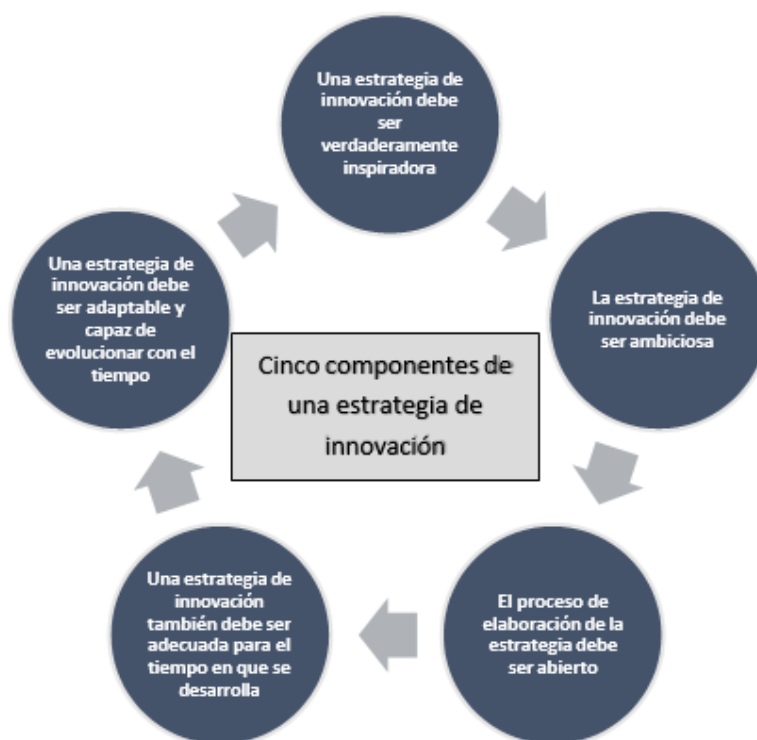 Una estrategia de
innovación debe
ser
verdaderamente
inspiradora
La estrategia de
innovación debe
ser ambiciosa
El proceso de
elaboración de la
estrategia debe
ser abierto
Una estrategia de
innovación
también debe ser
adecuada para el
tiempo en que se
desarrolla
Una estrategia de
innovación debe
ser adaptable y
capaz de
evolucionar con el
tiempo
Cinco componentes de
una estrategia de
innovación